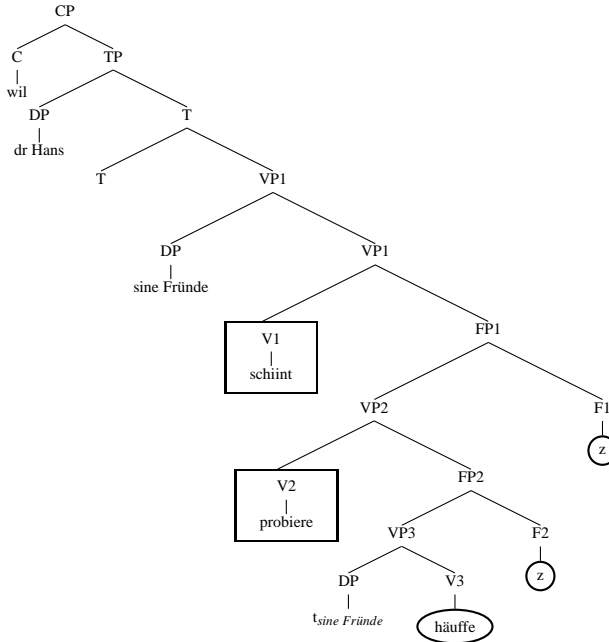 CP
C TP
wil
DP T
dr Hans
T VP1
DP VP1
sine Fründe
V1 FP1
schiint
VP2 F1
z
V2 FP2
probiere
VP3 F2
DP V3 z
tsine Fründe häuffe